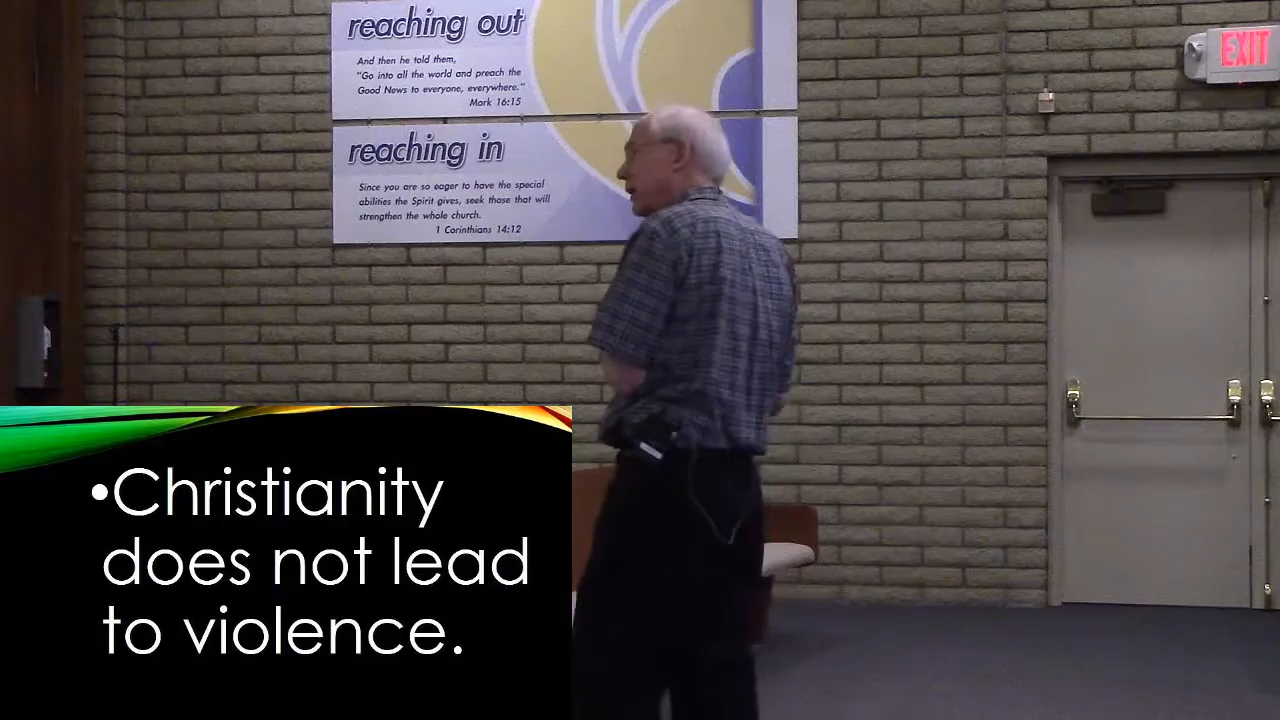 reaching out
And then he told them,
"Go into all the world and preach the
Good News to everyone, everywhere."
Mark 16:15
reaching in
Since you are so eager to have the special
abilities the Spirit gives, seek those that will
strengthen the whole church.
1 Corinthians 14:12
EXIT
•Christianity
does not lead
to violence.